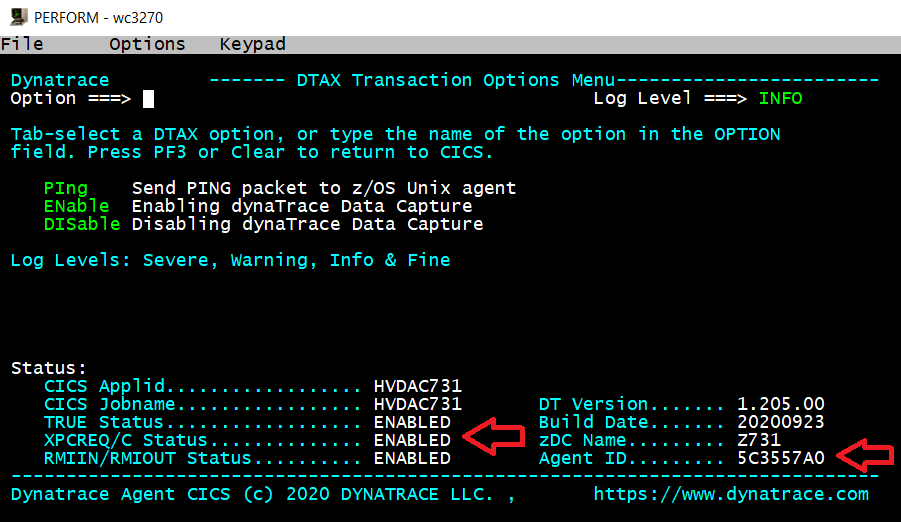 PERFORM - wc3270
File Options Keypad
Dynatrace ------- DTAX Transaction Options Menu------------------------
Option ===> Log Level ===> INFO
Tab-select a DTAX option, or type the name of the option in the OPTION
field. Press PF3 or Clear to return to CICS.
PIng Send PING packet to z/OS Unix agent
ENable Enabling dynaTrace Data Capture
DISable Disabling dynaTrace Data Capture
Log Levels: Severe, Warning, Info & Fine
Status:
CICS Applid.................. HVDAC731
CICS Jobname................. HVDAC731 DT Version....... 1.205.00
TRUE Status.................. ENABLED Build Date....... 20200923
XPCREQ/C Status.............. ENABLED zDC Name......... Z731
RMIIN/RMIOUT Status.......... ENABLED Agent ID......... 5C3557A0
-------------------------------------------------------------------------------
Dynatrace Agent CICS (c) 2020 DYNATRACE LLC. , https://www.dynatrace.com